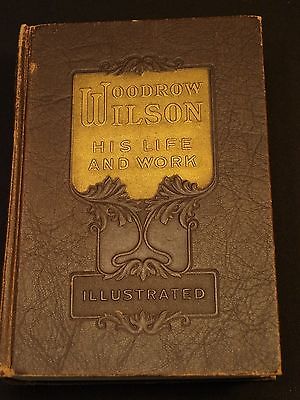 WOODROW
WILSON
HIS LIFE
AND WORK
ILLUSTRATED